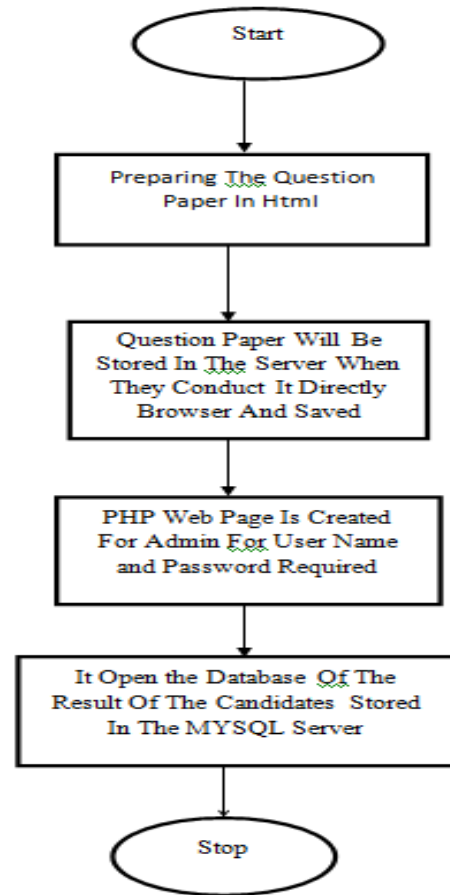 Start
Preparing The Question
Paper In Html
Question Paper Will Be
Stored In The Server When
They Conduct It Directly
Browser And Saved
PHP Web Page Is Created
For Admin For User Name
and Password Required
It Open the Database Of The
Result Of The Candidates Stored
In The MYSQL Server
Stop